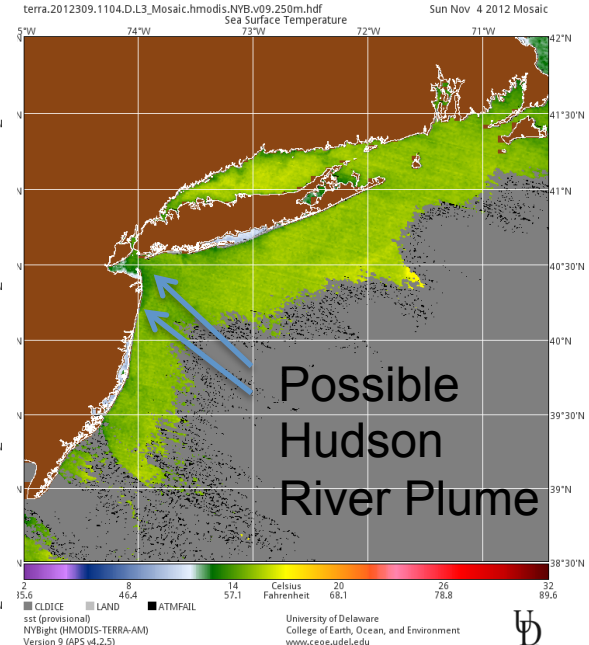 terra.2012309.1104.D.L3_Mosaic.hmodis.NYB.v09.250m.hdf Sun Nov 4 2012 Mosaic
Sea Surface Temperature
5°W 74°W 73°W 72°W 71°W
42°N
41°30'N
41°N
40°30'N
40°N
Possible
39°30'N
Hudson
39°N
River Plume
38°30'N
2 8 14 Celsius 20 26 32
35.6 46.4 57.1 Fahrenheit 68.1 78.8 89.6
CLDICE LAND ATMFAIL
sst (provisional) University of Delaware
NYBight (HMODIS-TERRA-AM) College of Earth, Ocean, and Environment
Version 9 (APS v4.2.5) www.ceoe.udel.edu
UD